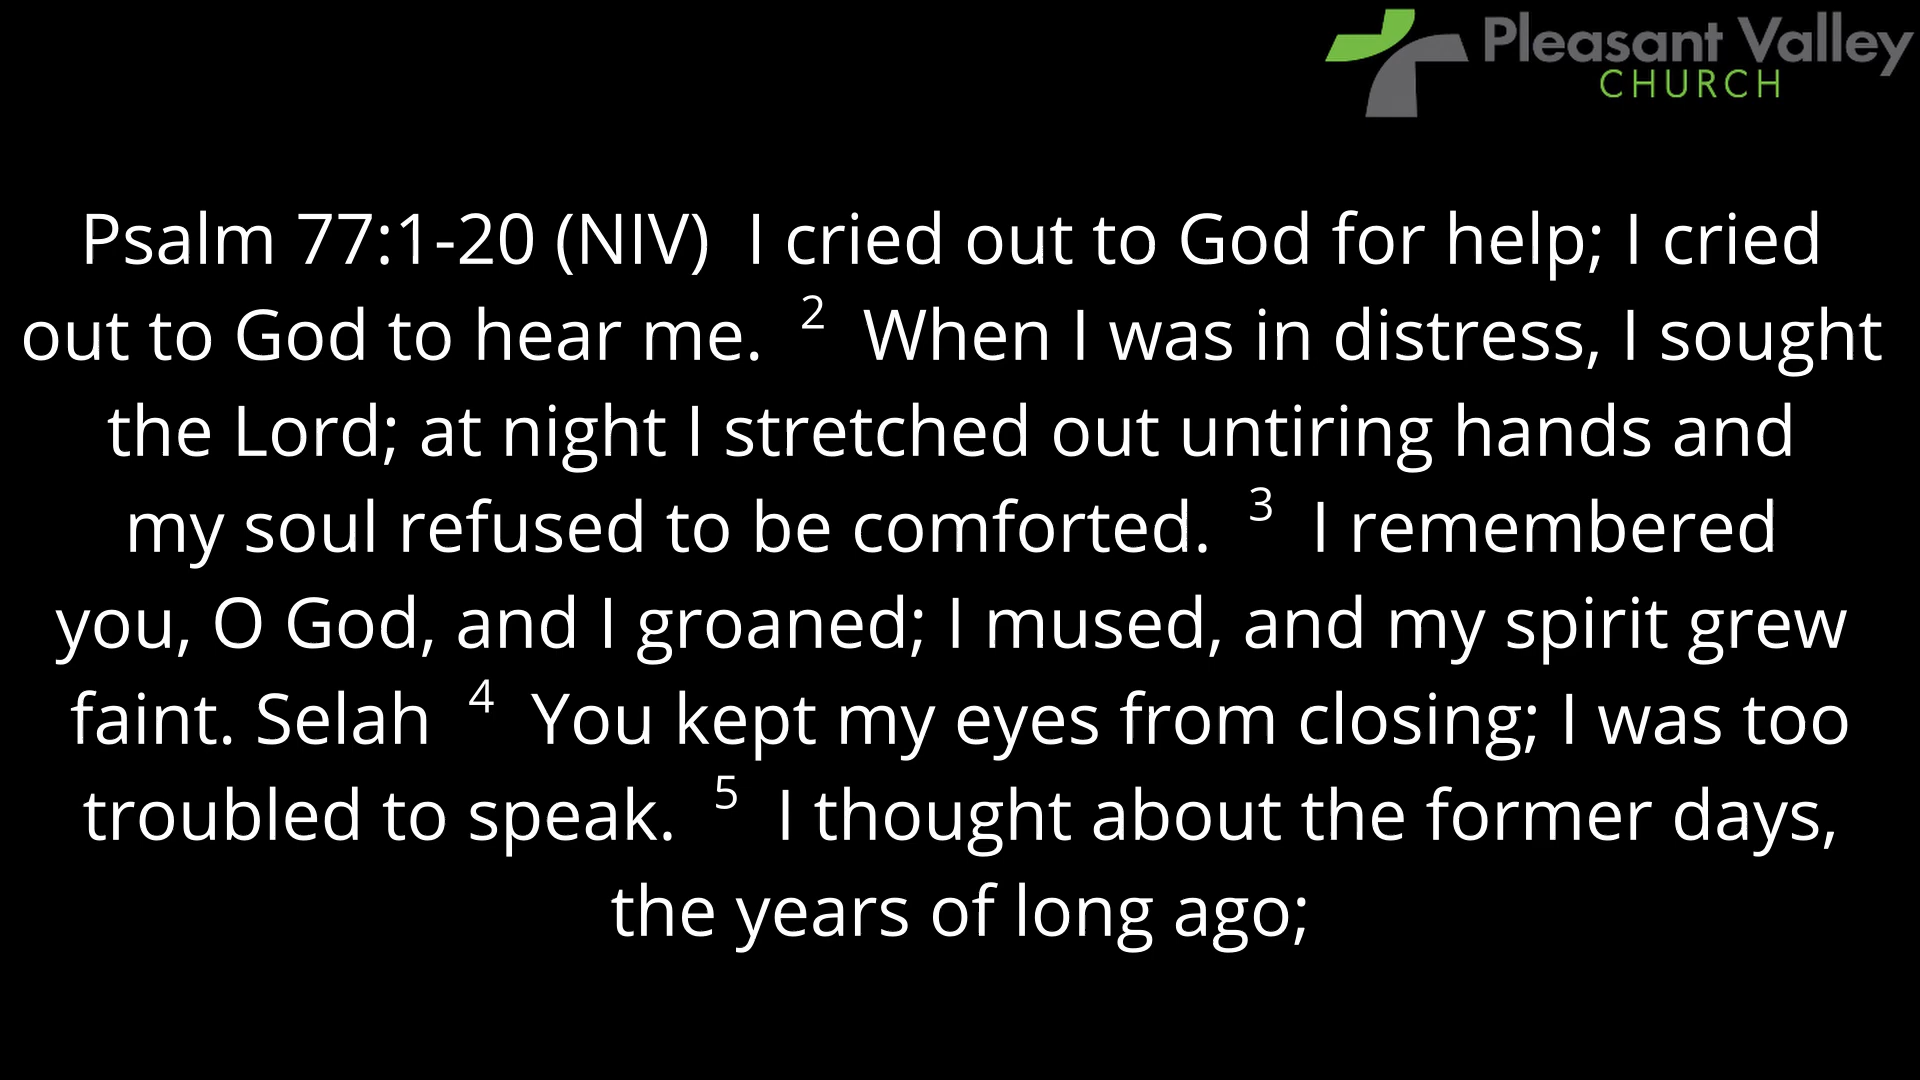 Pleasant Valley
CHURCH
Psalm 77:1-20 (NIV) I cried out to God for help; I cried
out to God to hear me. 2 When I was in distress, I sought
the Lord; at night I stretched out untiring hands and
my soul refused to be comforted. 3 I remembered
you, O God, and I groaned; I mused, and my spirit grew
faint. Selah 4 You kept my eyes from closing; I was too
troubled to speak. 5 I thought about the former days,
the years of long ago;